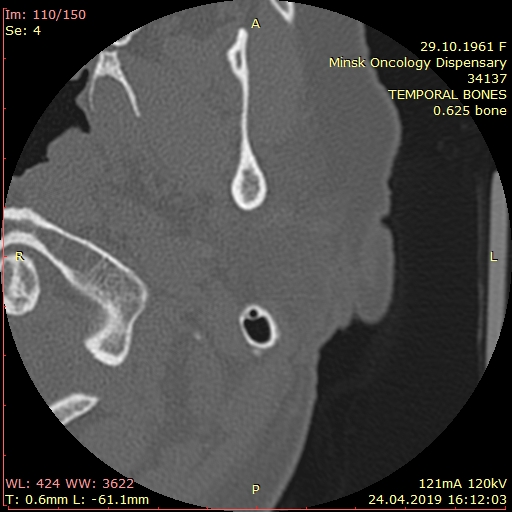 Im: 110/150
Se: 4
A
29.10.1961 F
Minsk Oncology Dispensary
34137
TEMPORAL BONES
0.625 bone
R
L
WL: 424 WW: 3622
T: 0.6mm L: -61.1mm
P
121mA 120kV
24.04.2019 16:12:03